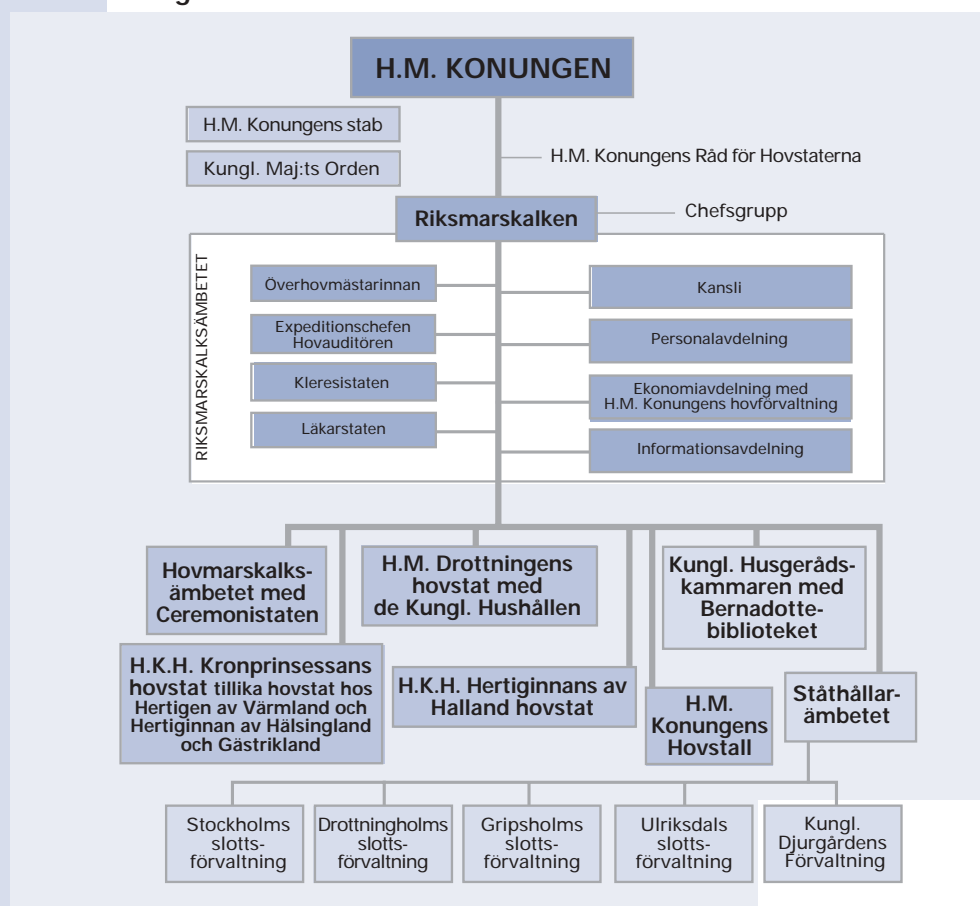 H.M. KONUNGEN
H.M. Konungens stab
Kungl. Maj:ts Orden
H.M. Konungens Råd för Hovstaterna
Riksmarskalken
Chefsgrupp
RIKSMARSKALKSÄMBETET
Överhovmästarinnan
Expeditionschefen
Hovauditören
Kleresistaten
Läkarstaten
Kansli
Personalavdelning
Ekonomiavdelning med
H.M. Konungens hovförvaltning
Informationsavdelning
Hovmarskalks-
ämbetet med
Ceremonistaten
H.M. Drottningens
hovstat med
de Kungl. Hushållen
Kungl. Husgeråds-
kammaren med
Bernadotte-
biblioteket
H.K.H. Kronprinsessans
hovstat tillika hovstat hos
Hertigen av Värmland och
Hertiginnan av Hälsingland
och Gästrikland
H.K.H. Hertiginnans av
Halland hovstat
H.M.
Konungens
Hovstall
Ståthållar-
ämbetet
Stockholms
slotts-
förvaltning
Drottningholms
slotts-
förvaltning
Gripsholms
slotts-
förvaltning
Ulriksdals
slotts-
förvaltning
Kungl.
Djurgårdens
Förvaltning